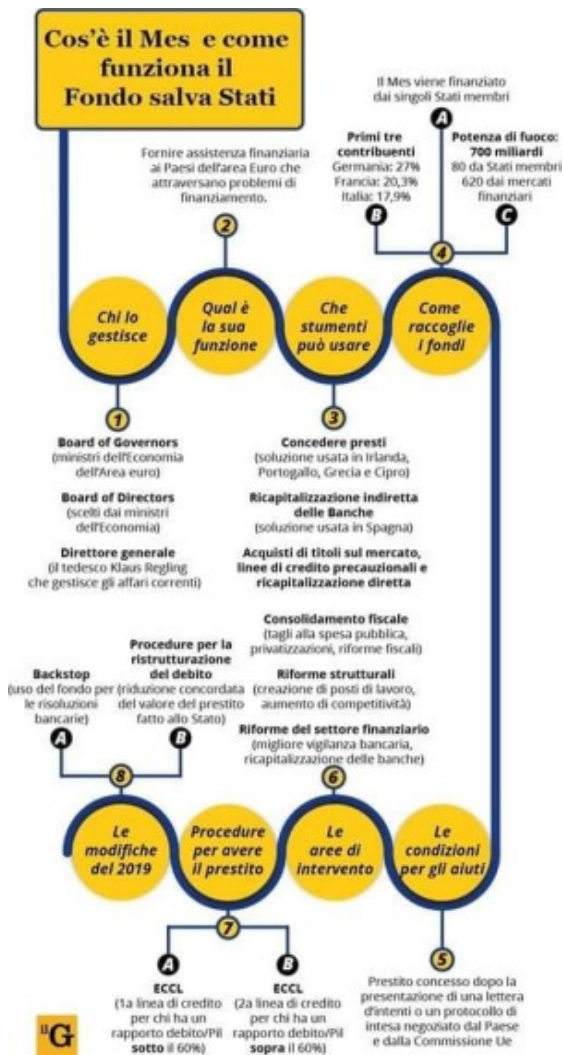 Cos'è il Mes e come
funziona il
Fondo salva Stati
Il Mes viene finanziato
dai singoli Stati membri
A
Fornire assistenza finanziaria
ai Paesi dell'area Euro che
attraversano problemi di
finanziamento.
Primi tre
contribuenti
Germania: 27%
Francia: 20,3%
Italia: 17,9%
B
Potenza di fuoco:
700 miliardi
80 da Stati membri
620 dai mercati
finanziari
C
2
4
Chi lo
gestisce
Qual è
la sua
funzione
Che
stumenti
può usare
Come
raccoglie
i fondi
1
Board of Governors
(ministri dell'Economia
dell'Area euro)
Board of Directors
(scelti dai ministri
dell'Economia)
Direttore generale
(il tedesco Klaus Regling
che gestisce gli affari correnti)
3
Concedere presti
(soluzione usata in Irlanda,
Portogallo, Grecia e Cipro)
Ricapitalizzazione indiretta
delle Banche
(soluzione usata in Spagna)
Acquisti di titoli sul mercato,
linee di credito precauzionali e
ricapitalizzazione diretta
Consolidamento fiscale
(tagli alla spesa pubblica,
privatizzazioni, riforme fiscali)
Riforme strutturali
(creazione di posti di lavoro,
aumento di competitività)
Riforme del settore finanziario
(migliore vigilanza bancaria,
ricapitalizzazione delle banche)
6
Backstop
(uso del fondo per
le risoluzioni
bancarie)
A
Procedure per la
ristrutturazione
del debito
(riduzione concordata
del valore del prestito
fatto allo Stato)
B
8
Le
modifiche
del 2019
Procedure
per avere
il prestito
Le
aree di
intervento
Le
condizioni
per gli aiuti
7
A
ECCL
(1a linea di credito
per chi ha un
rapporto debito/Pil
sotto il 60%)
B
ECCL
(2a linea di credito
per chi ha un
rapporto debito/Pil
sopra il 60%)
5
Prestito concesso dopo la
presentazione di una lettera
d'intenti o un protocollo di
intesa negoziato dal Paese
e dalla Commissione Ue
ilG